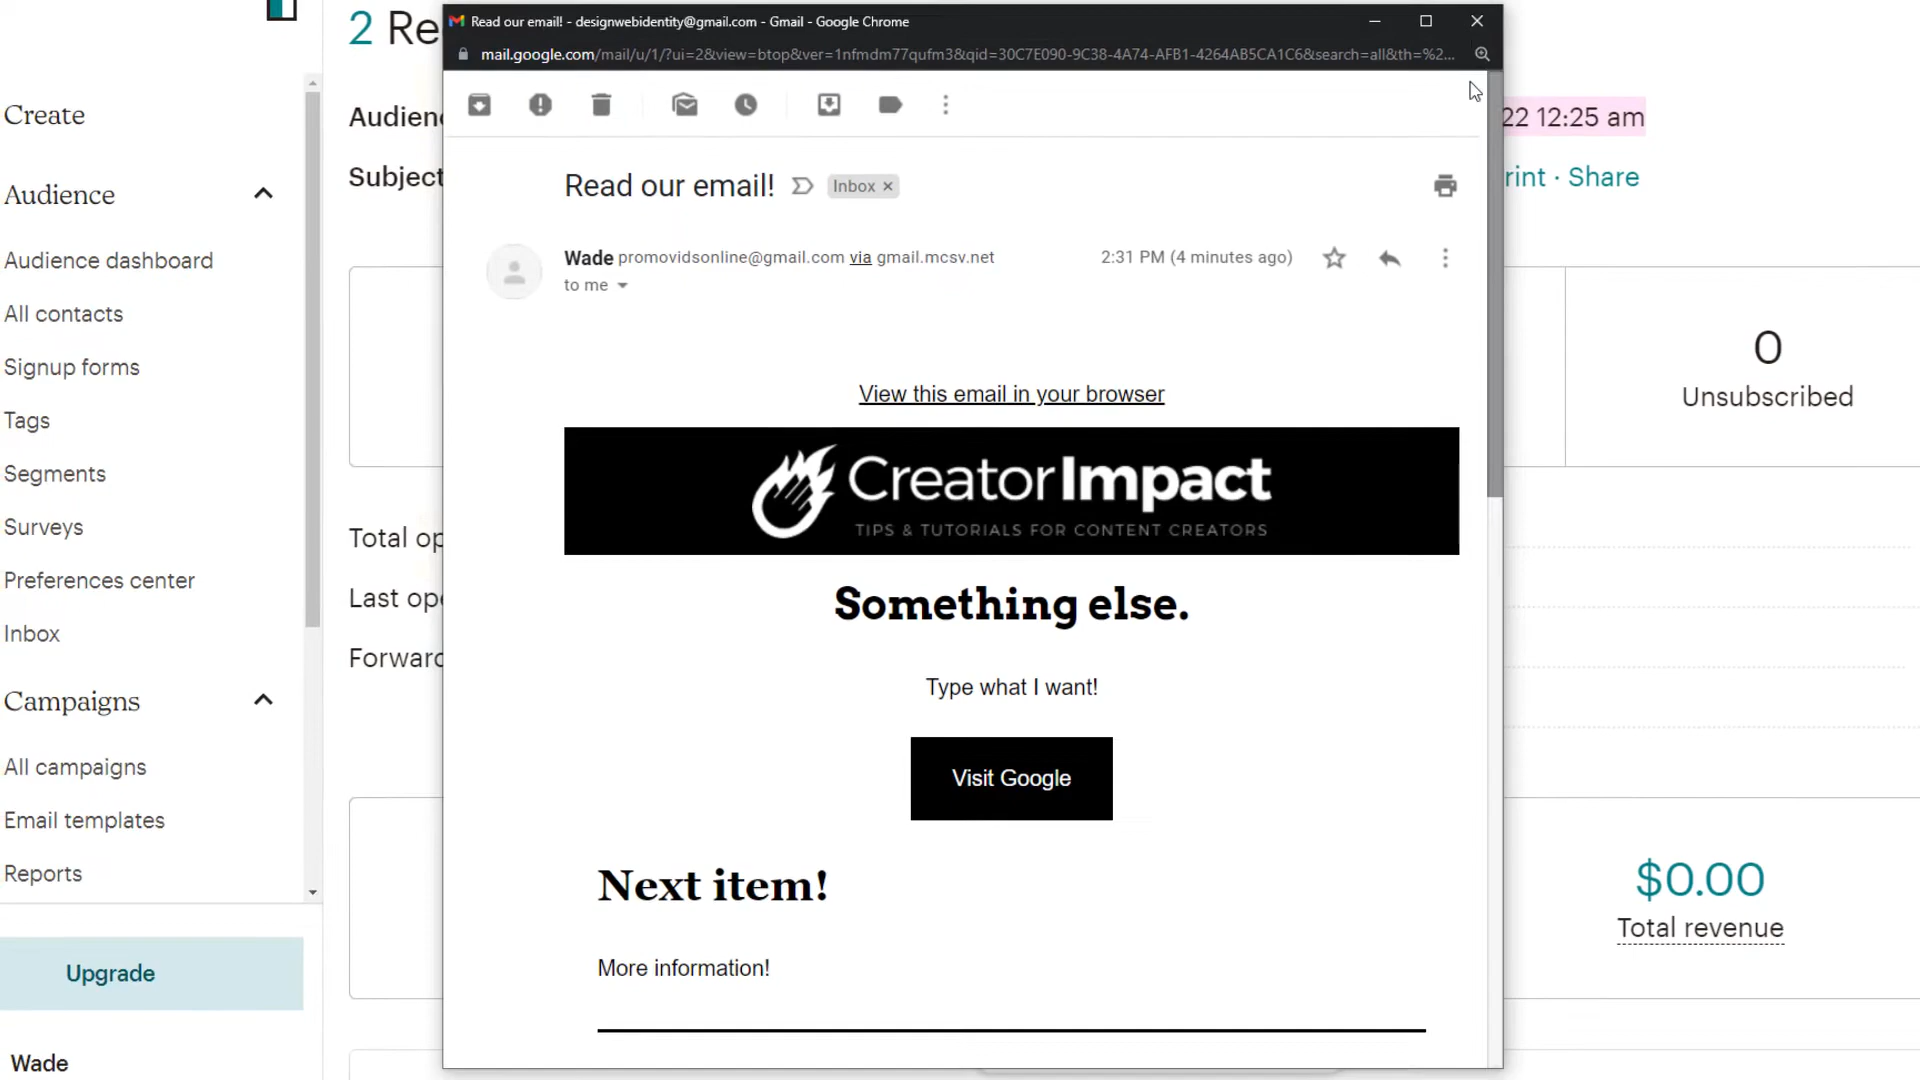 2 Re
Create
Audience
Audience dashboard
All contacts
Signup forms
Tags
Segments
Surveys
Preferences center
Inbox
Campaigns
All campaigns
Email templates
Reports
Upgrade
Wade
Audien
Subject
Total op
Last ope
Forward
Read our email! - designwebidentity@gmail.com - Gmail - Google Chrome
mail.google.com/mail/u/1/?ui=2&view=btop&ver=1nfmdm77qufm3&qid=30C7E090-9C38-4A74-AFB1-4264AB5CA1C6&search=all&th=%2...
Read our email! Inbox ×
Wade promovidsonline@gmail.com via gmail.mcsv.net 2:31 PM (4 minutes ago)
to me
View this email in your browser
CreatorImpact
TIPS & TUTORIALS FOR CONTENT CREATORS
Something else.
Type what I want!
Visit Google
Next item!
More information!
22 12:25 am
rint · Share
0
Unsubscribed
$0.00
Total revenue